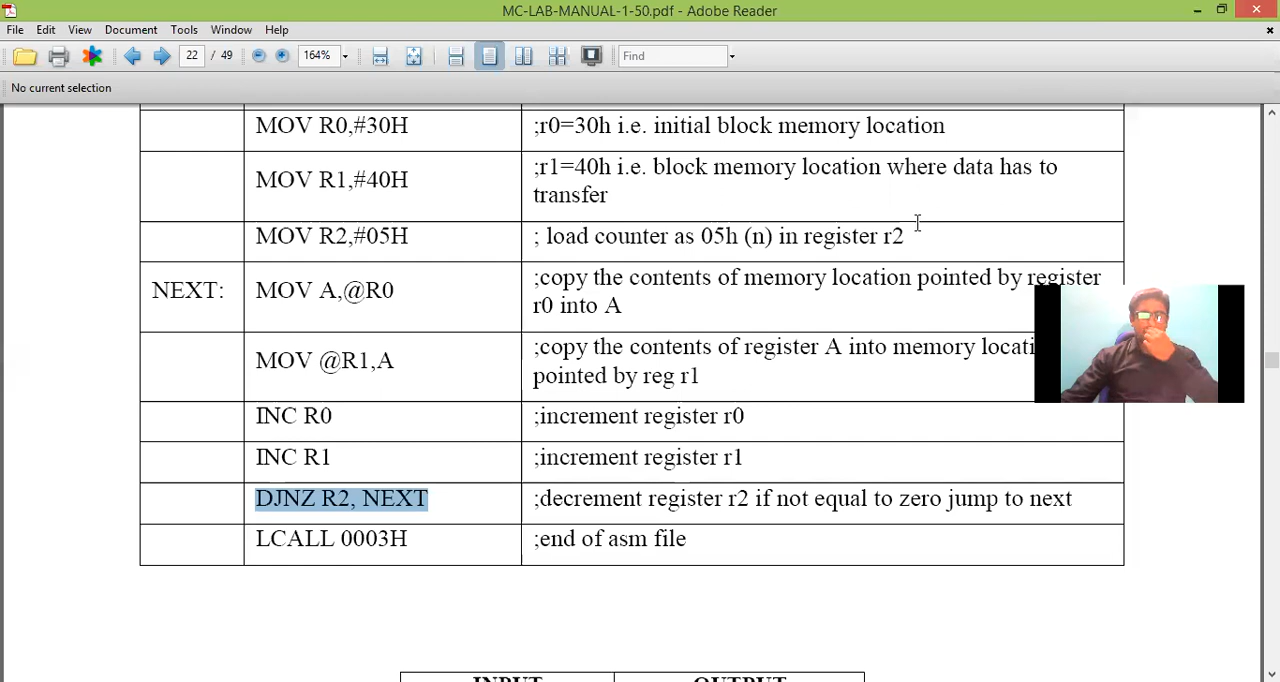 MC-LAB-MANUAL-1-50.pdf - Adobe Reader
File Edit View Document Tools Window Help
22 / 49 164% Find
No current selection
MOV R0,#30H ;r0=30h i.e. initial block memory location
MOV R1,#40H ;r1=40h i.e. block memory location where data has to
transfer
MOV R2,#05H ; load counter as 05h (n) in register r2
NEXT: MOV A,@R0 ;copy the contents of memory location pointed by register
r0 into A
MOV @R1,A ;copy the contents of register A into memory
pointed by reg r1
INC R0 ;increment register r0
INC R1 ;increment register r1
DJNZ R2, NEXT ;decrement register r2 if not equal to zero jump to next
LCALL 0003H ;end of asm file
INPUT OUTPUT